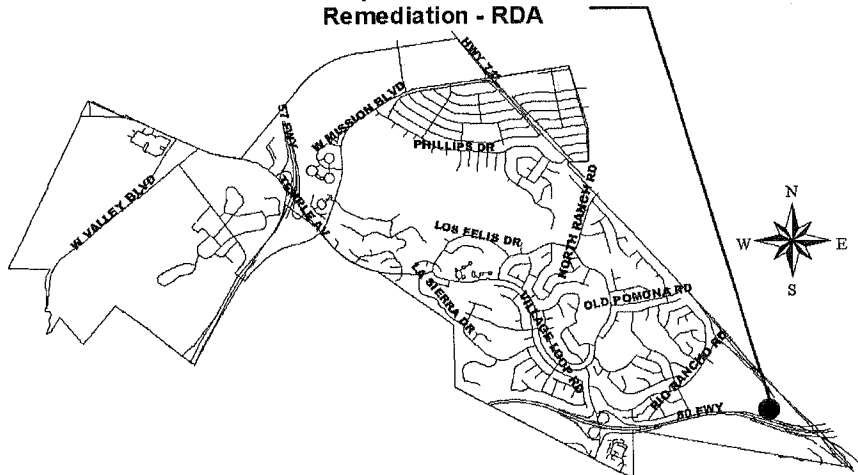 Remediation - RDA
HWY 71
57 FWY
W MISSION BLVD
PHILLIPS DR
W VALLEY BLVD
TEMPLE AV
NORTH RANCH RD
LOS FELIS DR
LA SIERRA DR
VILLAGE LOOP RD
OLD POMONA RD
RIO RANCHO RD
60 FWY
N
W
E
S